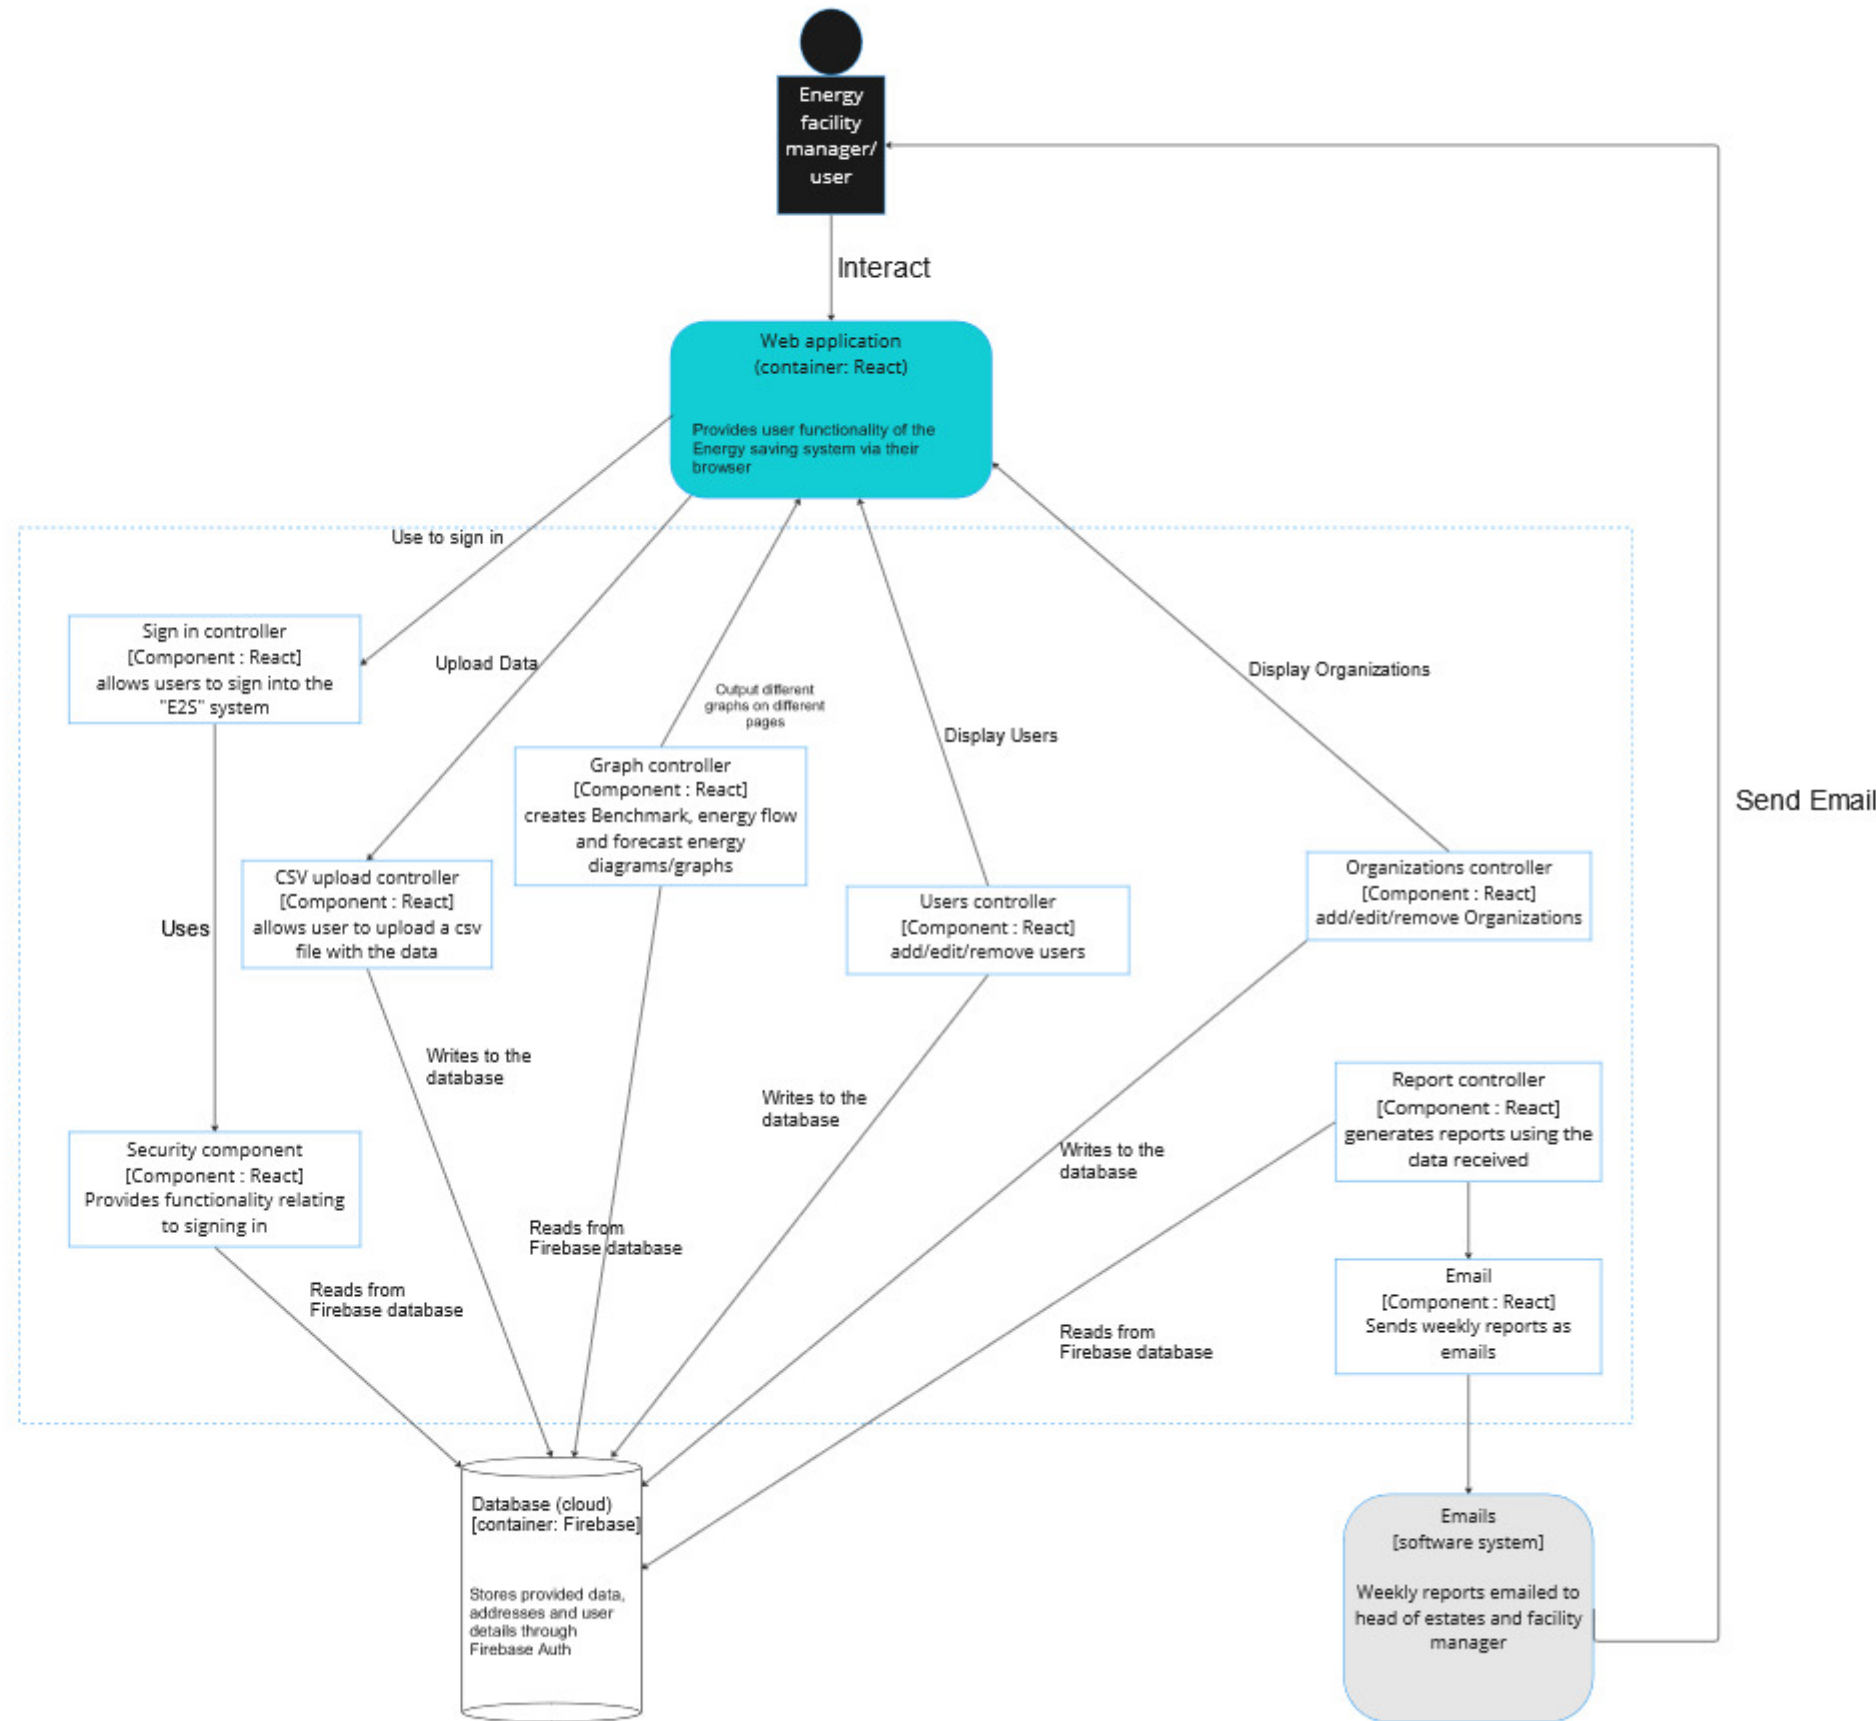 Energy
facility
manager/
user
Interact
Web application
(container: React)
Provides user functionality of the
Energy saving system via their
browser
Use to sign in
Sign in controller
[Component : React]
allows users to sign into the
"E2S" system
Upload Data
Output different
graphs on different
pages
Display Users
Display Organizations
Send Email
Graph controller
[Component : React]
creates Benchmark, energy flow
and forecast energy
diagrams/graphs
CSV upload controller
[Component : React]
allows user to upload a csv
file with the data
Users controller
[Component : React]
add/edit/remove users
Organizations controller
[Component : React]
add/edit/remove Organizations
Uses
Writes to the
database
Writes to the
database
Writes to the
database
Report controller
[Component : React]
generates reports using the
data received
Security component
[Component : React]
Provides functionality relating
to signing in
Reads from
Firebase database
Reads from
Firebase database
Reads from
Firebase database
Email
[Component : React]
Sends weekly reports as
emails
Database (cloud)
[container: Firebase]
Stores provided data,
addresses and user
details through
Firebase Auth
Emails
[software system]
Weekly reports emailed to
head of estates and facility
manager